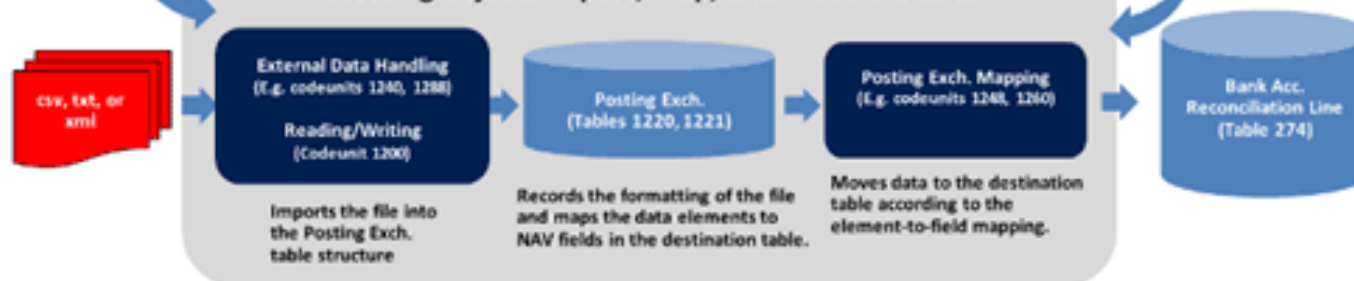 csv, txt, or
xml
External Data Handling
(E.g. codeunits 1240, 1288)
Reading/Writing
(Codeunit 1200)
Imports the file into
the Posting Exch.
table structure
Posting Exch.
(Tables 1220, 1221)
Records the formatting of the file
and maps the data elements to
NAV fields in the destination table.
Posting Exch. Mapping
(E.g. codeunits 1248, 1260)
Moves data to the destination
table according to the
element-to-field mapping.
Bank Acc.
Reconciliation Line
(Table 274)